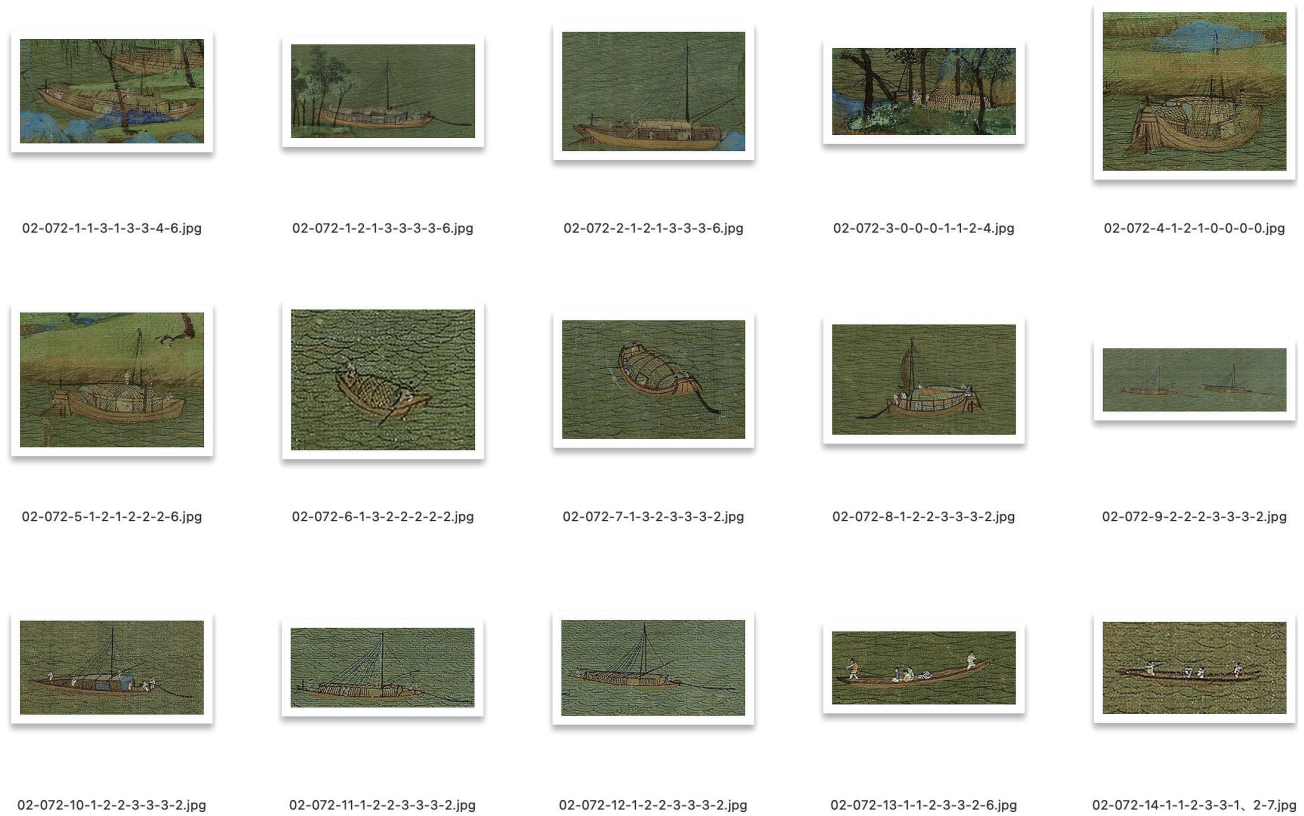 02-072-1-1-3-1-3-3-4-6.jpg
02-072-1-2-1-3-3-3-3-6.jpg
02-072-2-1-2-1-3-3-3-6.jpg
02-072-3-0-0-0-1-1-2-4.jpg
02-072-4-1-2-1-0-0-0-0.jpg
02-072-5-1-2-1-2-2-2-6.jpg
02-072-6-1-3-2-2-2-2-2.jpg
02-072-7-1-3-2-3-3-3-2.jpg
02-072-8-1-2-2-3-3-3-2.jpg
02-072-9-2-2-2-3-3-3-2.jpg
02-072-10-1-2-2-3-3-3-2.jpg
02-072-11-1-2-2-3-3-3-2.jpg
02-072-12-1-2-2-3-3-3-2.jpg
02-072-13-1-1-2-3-3-2-6.jpg
02-072-14-1-1-2-3-3-1、2-7.jpg